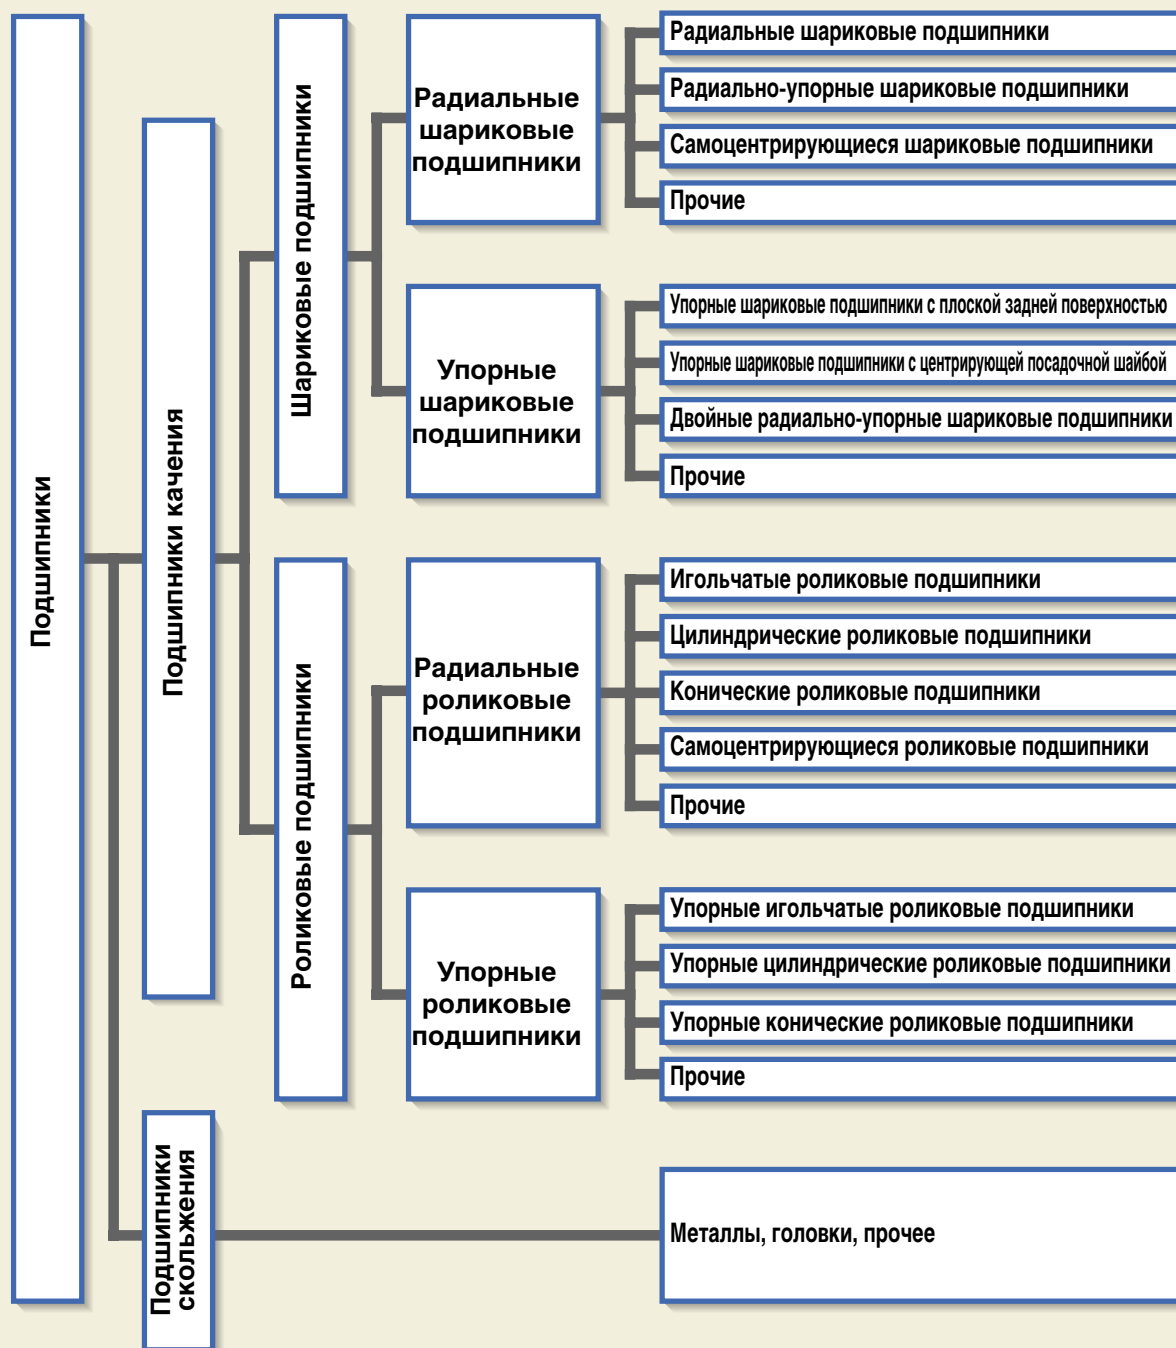 Подшипники
Подшипники качения
Шариковые подшипники
Радиальные
шариковые
подшипники
Радиальные шариковые подшипники
Радиально-упорные шариковые подшипники
Самоцентрирующиеся шариковые подшипники
Прочие
Упорные
шариковые
подшипники
Упорные шариковые подшипники с плоской задней поверхностью
Упорные шариковые подшипники с центрирующей посадочной шайбой
Двойные радиально-упорные шариковые подшипники
Прочие
Роликовые подшипники
Радиальные
роликовые
подшипники
Игольчатые роликовые подшипники
Цилиндрические роликовые подшипники
Конические роликовые подшипники
Самоцентрирующиеся роликовые подшипники
Прочие
Упорные
роликовые
подшипники
Упорные игольчатые роликовые подшипники
Упорные цилиндрические роликовые подшипники
Упорные конические роликовые подшипники
Прочие
Подшипники
скольжения
Металлы, головки, прочее